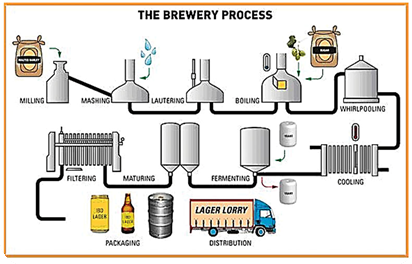 THE BREWERY PROCESS
MALTED BARLEY
SUGAR
MILLING
MASHING
LAUTERING
BOILING
WHIRLPOOLING
YEAST
YEAST
FILTERING
MATURING
FERMENTING
COOLING
LAGER
LAGER
LAGER LORRY
PACKAGING
DISTRIBUTION